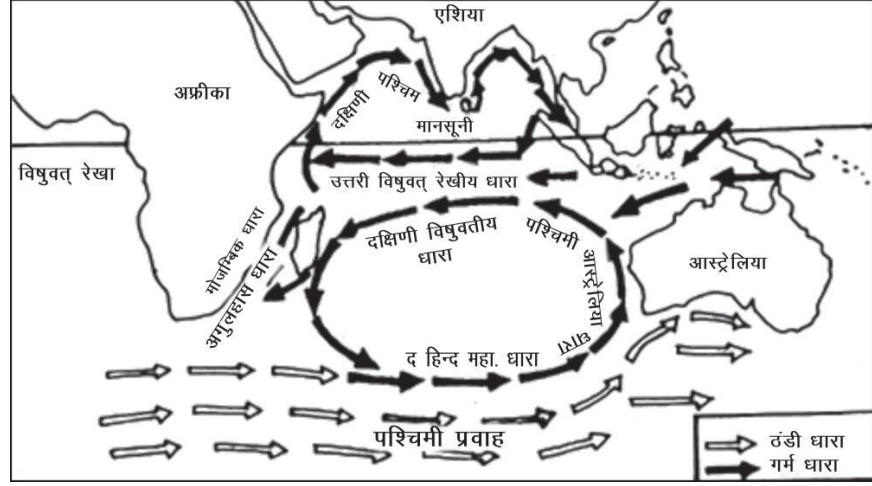 एशिया
अफ्रीका
दक्षिणी पश्चिम
मानसूनी
विषुवत् रेखा
उत्तरी विषुवत् रेखीय धारा
दक्षिणी विषुवतीय
धारा
पश्चिमी आस्ट्रेलिया धारा
आस्ट्रेलिया
मोजम्बिक धारा
अगुलहास धारा
द हिन्द महा. धारा
पश्चिमी प्रवाह
ठंडी धारा
गर्म धारा